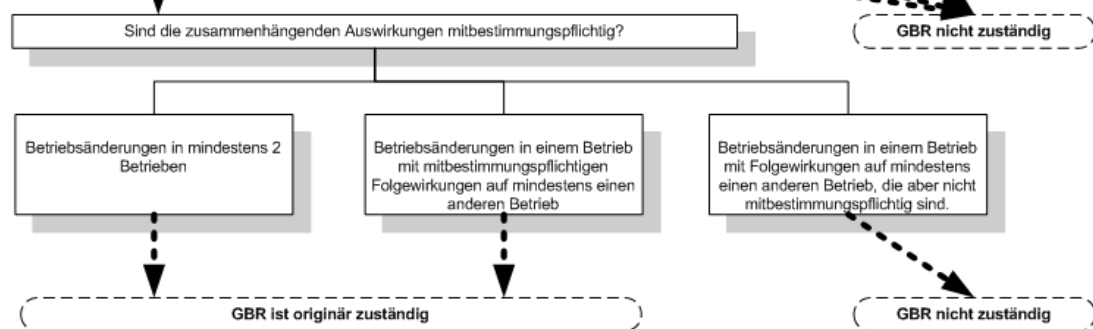 Sind die zusammenhängenden Auswirkungen mitbestimmungspflichtig?
GBR nicht zuständig
Betriebsänderungen in mindestens 2
Betrieben
Betriebsänderungen in einem Betrieb
mit mitbestimmungspflichtigen
Folgewirkungen auf mindestens einen
anderen Betrieb
Betriebsänderungen in einem Betrieb
mit Folgewirkungen auf mindestens
einen anderen Betrieb, die aber nicht
mitbestimmungspflichtig sind.
GBR ist originär zuständig
GBR nicht zuständig